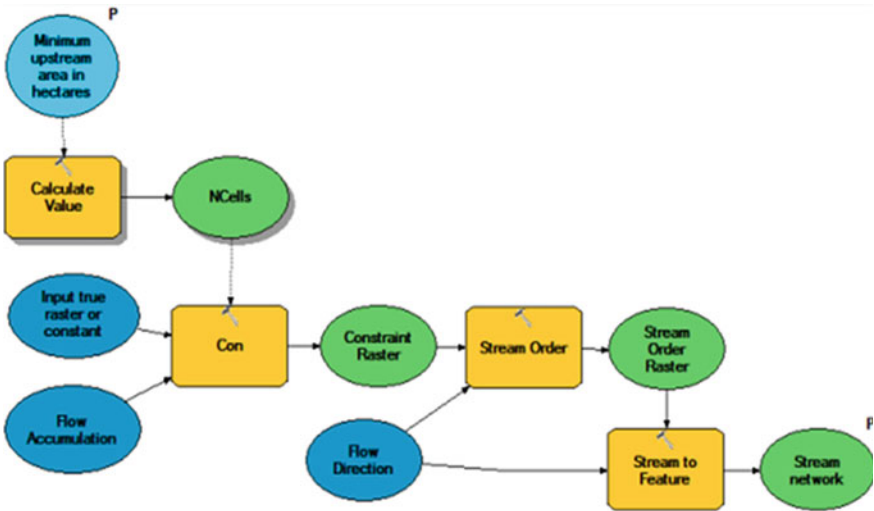 P
Minimum
upstream
area in
hectares
Calculate
Value
NCells
Input true
raster or
constant
Con
Constraint
Raster
Stream Order
Stream
Order
Raster
Flow
Accumulation
Flow
Direction
Stream to
Feature
P
Stream
network